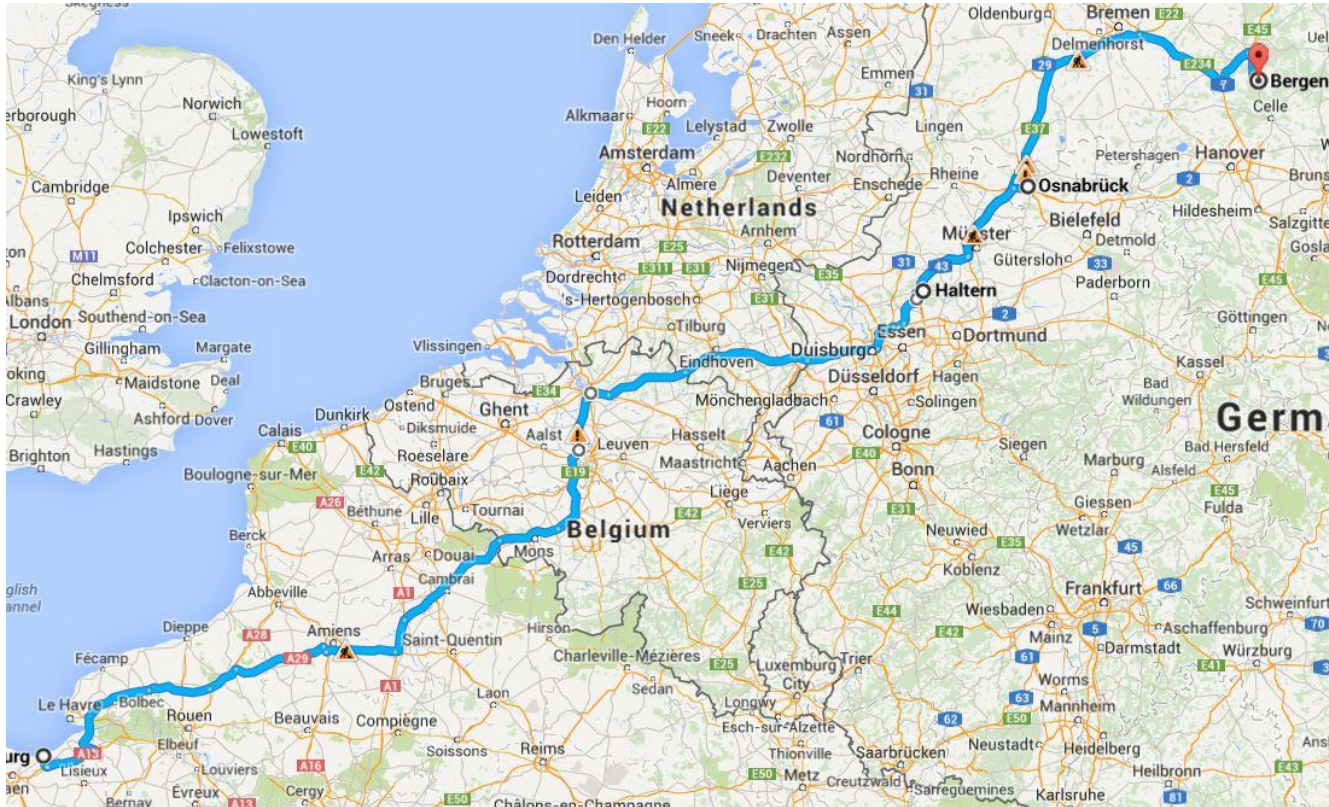 Skegness
Den Helder
Sneek
Drachten
Assen
Oldenburg
Bremen
E22
E45
Uel
Delmenhorst
29
E234
7
Bergen
Celle
King's Lynn
Norwich
Lowestoft
erborough
Emmen
31
Alkmaar
Hoorn
E22
Lelystad
Zwolle
Lingen
E37
Cambridge
Amsterdam
E232
Nordhorn
Petershagen
Hanover
Almere
Deventer
Enschede
Rheine
Osnabrück
2
Bruns
Leiden
Netherlands
Bielefeld
Hildesheim
Salzgitte
Ipswich
Colchester
Felixstowe
M11
Rotterdam
E25
Arnhem
Münster
Detmold
Goslar
Chelmsford
Clacton-on-Sea
Dordrecht
E311
E31
Nijmegen
E35
31
43
Gütersloh
33
E45
Paderborn
Albans
's-Hertogenbosch
E31
Haltern
London
Southend-on-Sea
Tilburg
Essen
2
Dortmund
Göttingen
Gillingham
Margate
Vlissingen
Eindhoven
Duisburg
Kassel
Maidstone
Deal
Bruges
E34
Düsseldorf
Hagen
Crawley
Ashford
Dover
Dunkirk
Ostend
Ghent
Mönchengladbach
Solingen
Bad
Wildungen
Germ
Calais
Diksmuide
Aalst
61
Brighton
Hastings
E40
Leuven
Hasselt
Cologne
Siegen
Bad Hersfeld
Boulogne-sur-Mer
E42
Roeselare
E19
Maastricht
Aachen
E40
Marburg
Alsfeld
Roubaix
Bonn
A26
Béthune
Lille
Tournai
Liège
Giessen
E45
Fulda
Berck
Belgium
E42
Verviers
E31
Neuwied
Wetzlar
Arras
Douai
Mons
E42
E35
45
Abbeville
A1
Cambrai
E25
Koblenz
Frankfurt
66
nglish
annel
E44
Wiesbaden
Schweinfurt
Dieppe
A28
Amiens
Hirson
E42
Mainz
5
Aschaffenburg
70
Fécamp
A29
Saint-Quentin
Charleville-Mézières
E25
Luxembourg
City
Trier
61
Darmstadt
E41
Würzburg
Le Havre
Bolbec
A1
Laon
Sedan
Worms
Rouen
Beauvais
Compiègne
Longwy
63
Mannheim
urg
A13
Elbeuf
Esch-sur-Alzette
62
E50
Lisieux
Louviers
A16
Soissons
Reims
Thionville
Saarbrücken
Neustadt
Heidelberg
aen
Bernay
Évreux
Cergy
E50
Metz
Creutzwald
Sarreguemines
Heilbronn
A13
Châlons-en-Champagne
E50
Karlsruhe
81